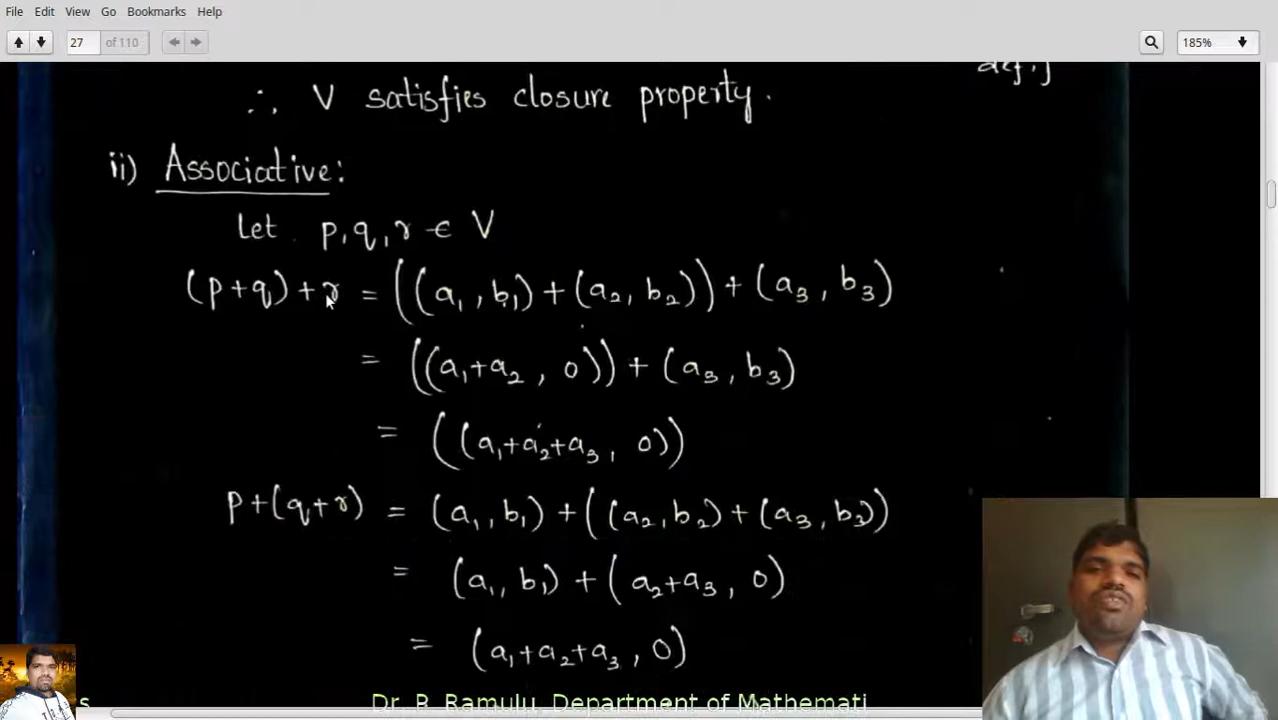 File Edit View Go Bookmarks Help
27 of 110 185%
def.]
∴ V satisfies closure property.
ii) Associative:
Let p, q, r ∈ V
(p+q)+r = ((a₁, b₁) + (a₂, b₂)) + (a₃, b₃)
= ((a₁+a₂, 0)) + (a₃, b₃)
= ((a₁+a₂+a₃, 0))
p+(q+r) = (a₁, b₁) + ((a₂, b₂) + (a₃, b₃))
= (a₁, b₁) + (a₂+a₃, 0)
= (a₁+a₂+a₃, 0)
s Dr. R. Ramulu, Department of Mathemati